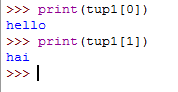 >>> print(tup1[0])
hello
>>> print(tup1[1])
hai
>>>